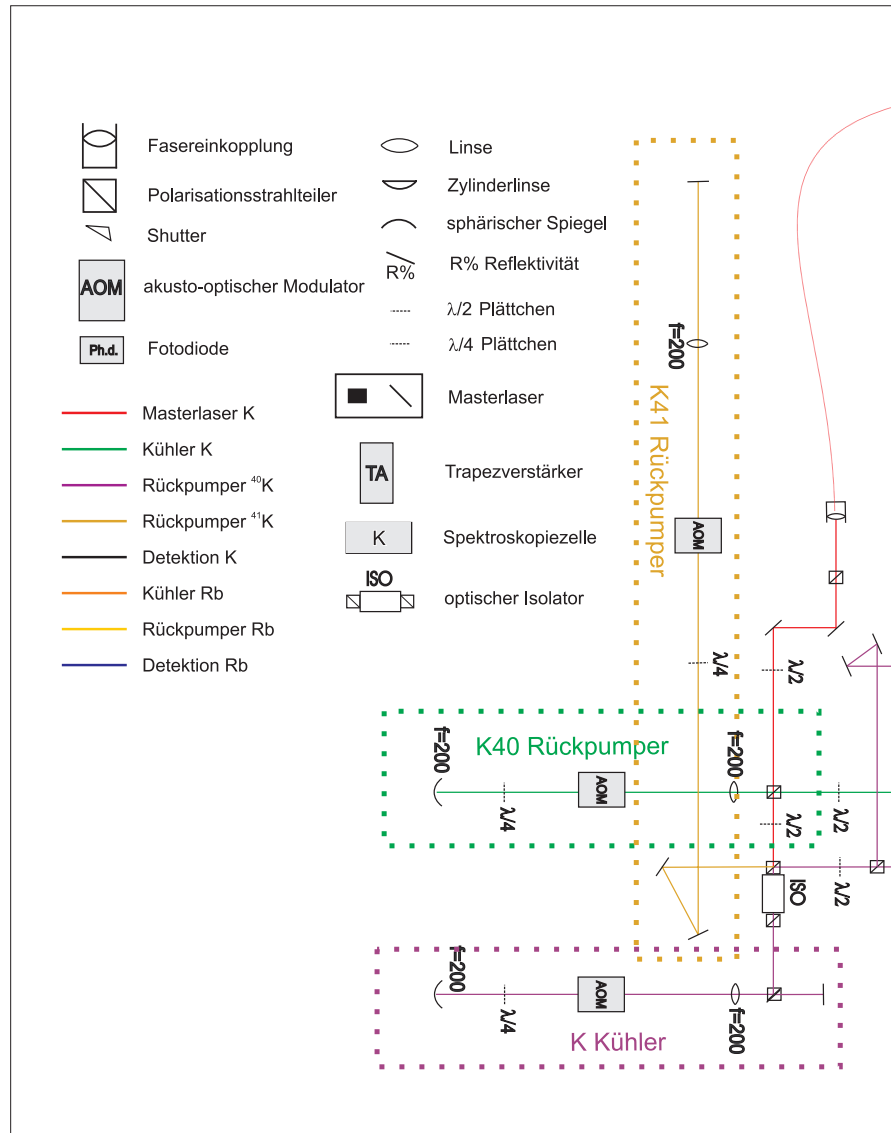 Fasereinkopplung
Polarisationsstrahlteiler
Shutter
AOM akusto-optischer Modulator
Ph.d. Fotodiode
Linse
Zylinderlinse
sphärischer Spiegel
R% R% Reflektivität
λ/2 Plättchen
λ/4 Plättchen
Masterlaser
TA Trapezverstärker
K Spektroskopiezelle
ISO optischer Isolator
Masterlaser K
Kühler K
Rückpumper ⁴⁰K
Rückpumper ⁴¹K
Detektion K
Kühler Rb
Rückpumper Rb
Detektion Rb
f=200
K41 Rückpumper
AOM
λ/4
λ/2
K40 Rückpumper
f=200
f=200
AOM
λ/4
λ/2
λ/2
λ/2
ISO
f=200
AOM
λ/4
f=200
K Kühler